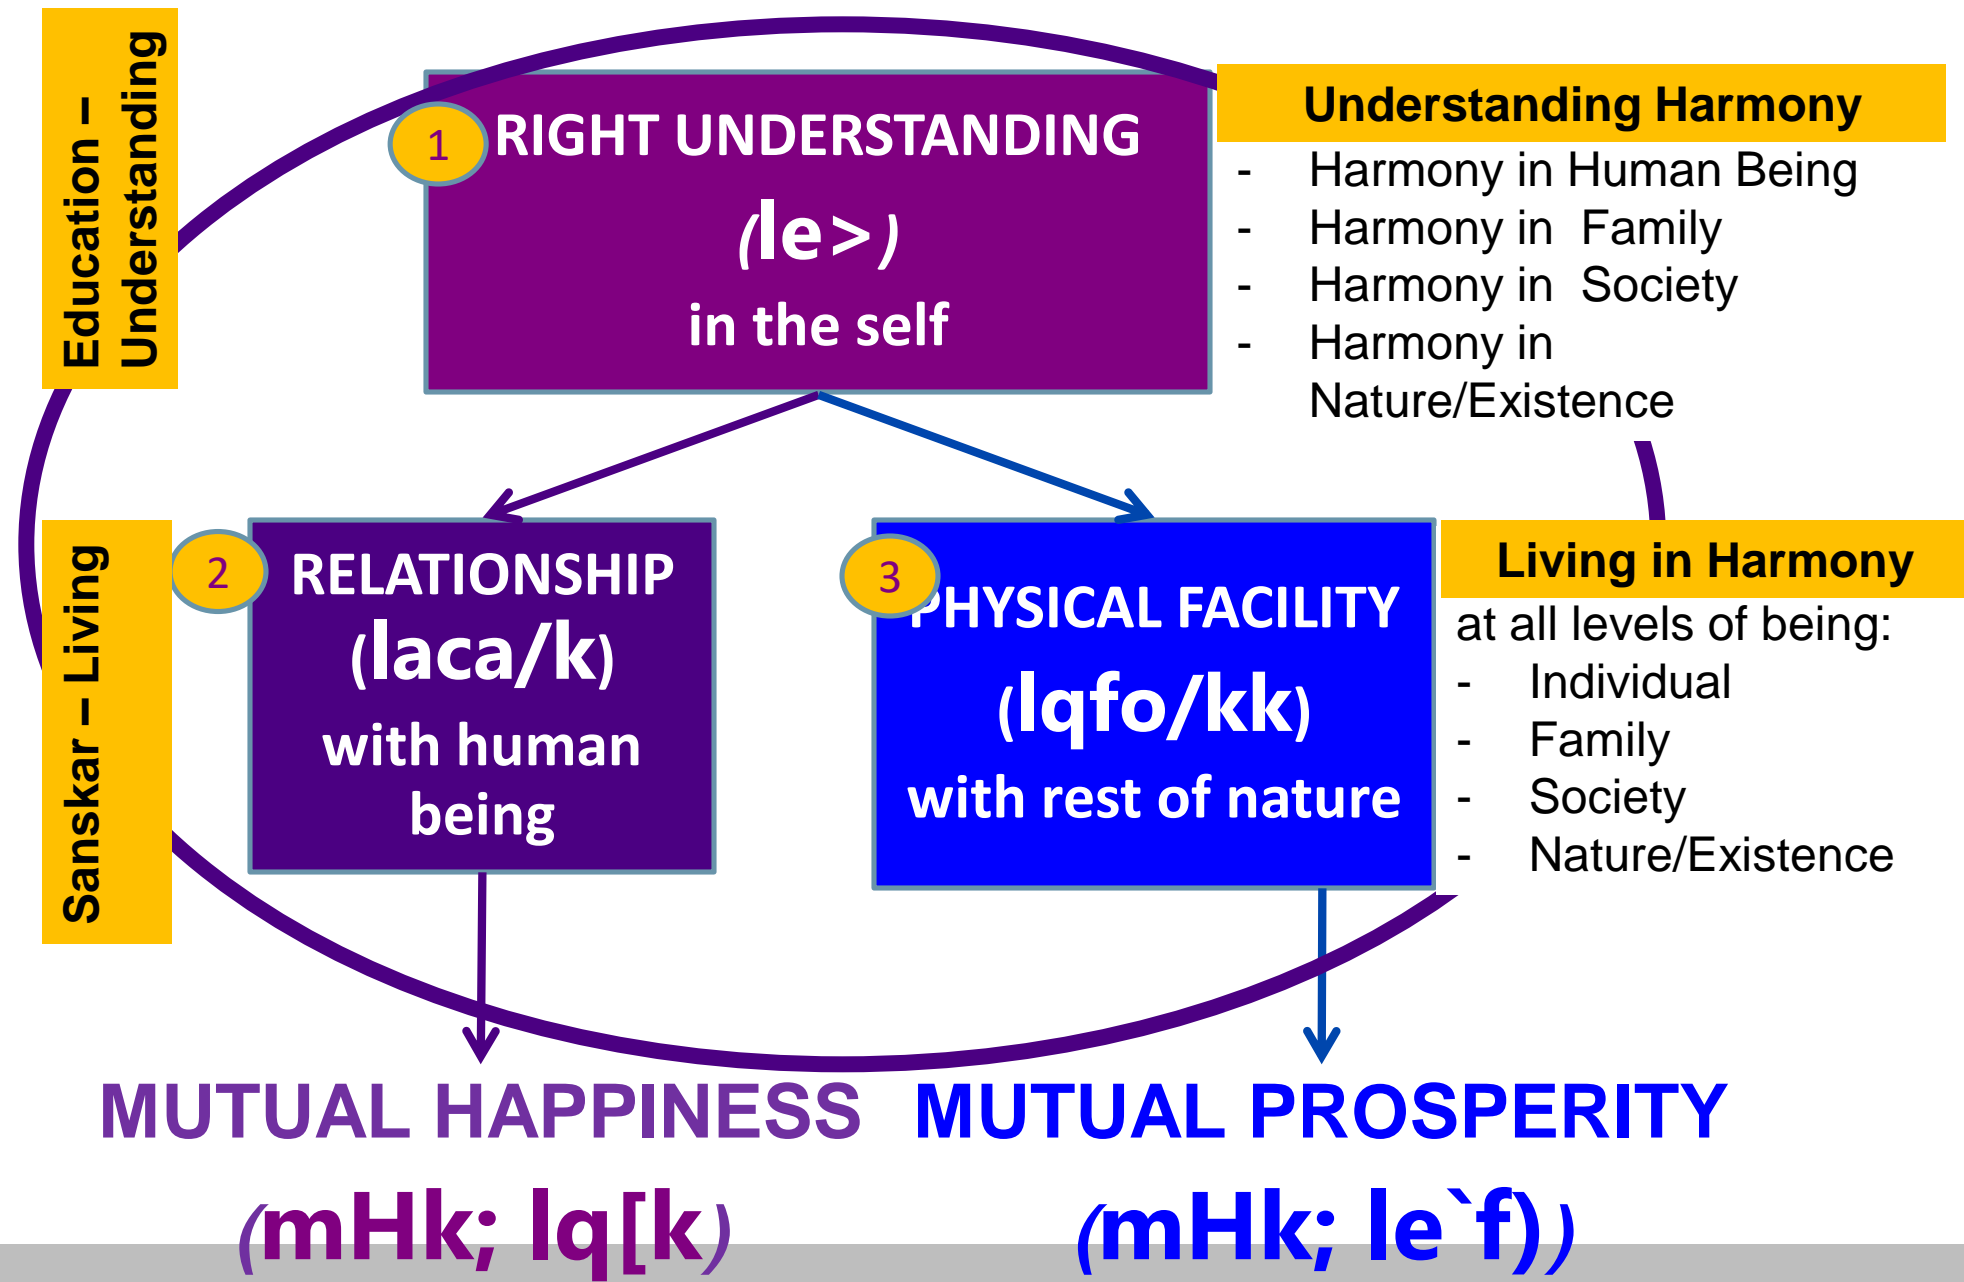 Education –
Understanding
1
RIGHT UNDERSTANDING
(le>)
in the self
Understanding Harmony
- Harmony in Human Being
- Harmony in Family
- Harmony in Society
- Harmony in
Nature/Existence
Sanskar – Living
2
RELATIONSHIP
(laca/k)
with human
being
3
PHYSICAL FACILITY
(lqfo/kk)
with rest of nature
Living in Harmony
at all levels of being:
- Individual
- Family
- Society
- Nature/Existence
MUTUAL HAPPINESS
(mHk; lq[k)
MUTUAL PROSPERITY
(mHk; le`f))